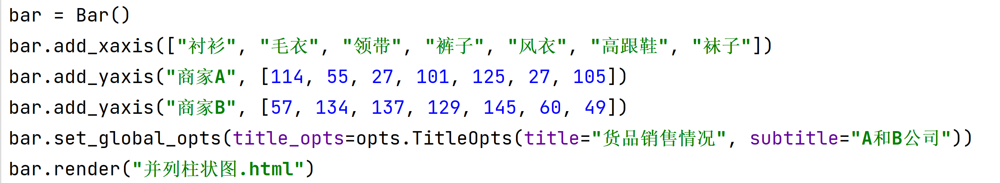 bar = Bar()
bar.add_xaxis(["衬衫", "毛衣", "领带", "裤子", "风衣", "高跟鞋", "袜子"])
bar.add_yaxis("商家A", [114, 55, 27, 101, 125, 27, 105])
bar.add_yaxis("商家B", [57, 134, 137, 129, 145, 60, 49])
bar.set_global_opts(title_opts=opts.TitleOpts(title="货品销售情况", subtitle="A和B公司"))
bar.render("并列柱状图.html")